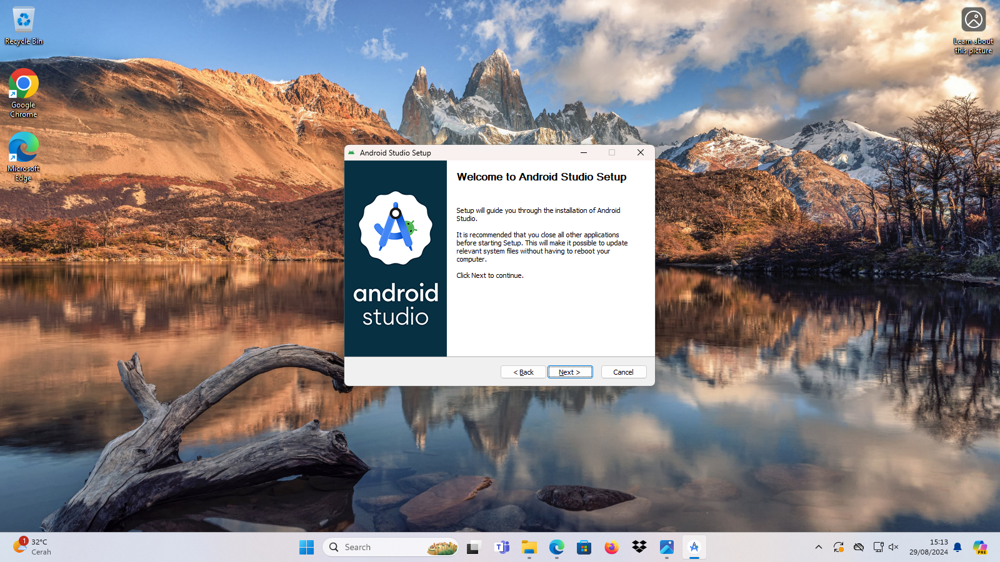 Recycle Bin
Google
Chrome
Microsoft
Edge
Learn about
this picture
Android Studio Setup
android
studio
Welcome to Android Studio Setup
Setup will guide you through the installation of Android
Studio.
It is recommended that you close all other applications
before starting Setup. This will make it possible to update
relevant system files without having to reboot your
computer.
Click Next to continue.
< Back
Next >
Cancel
1
32°C
Cerah
Search
T
15:13
29/08/2024
PRE